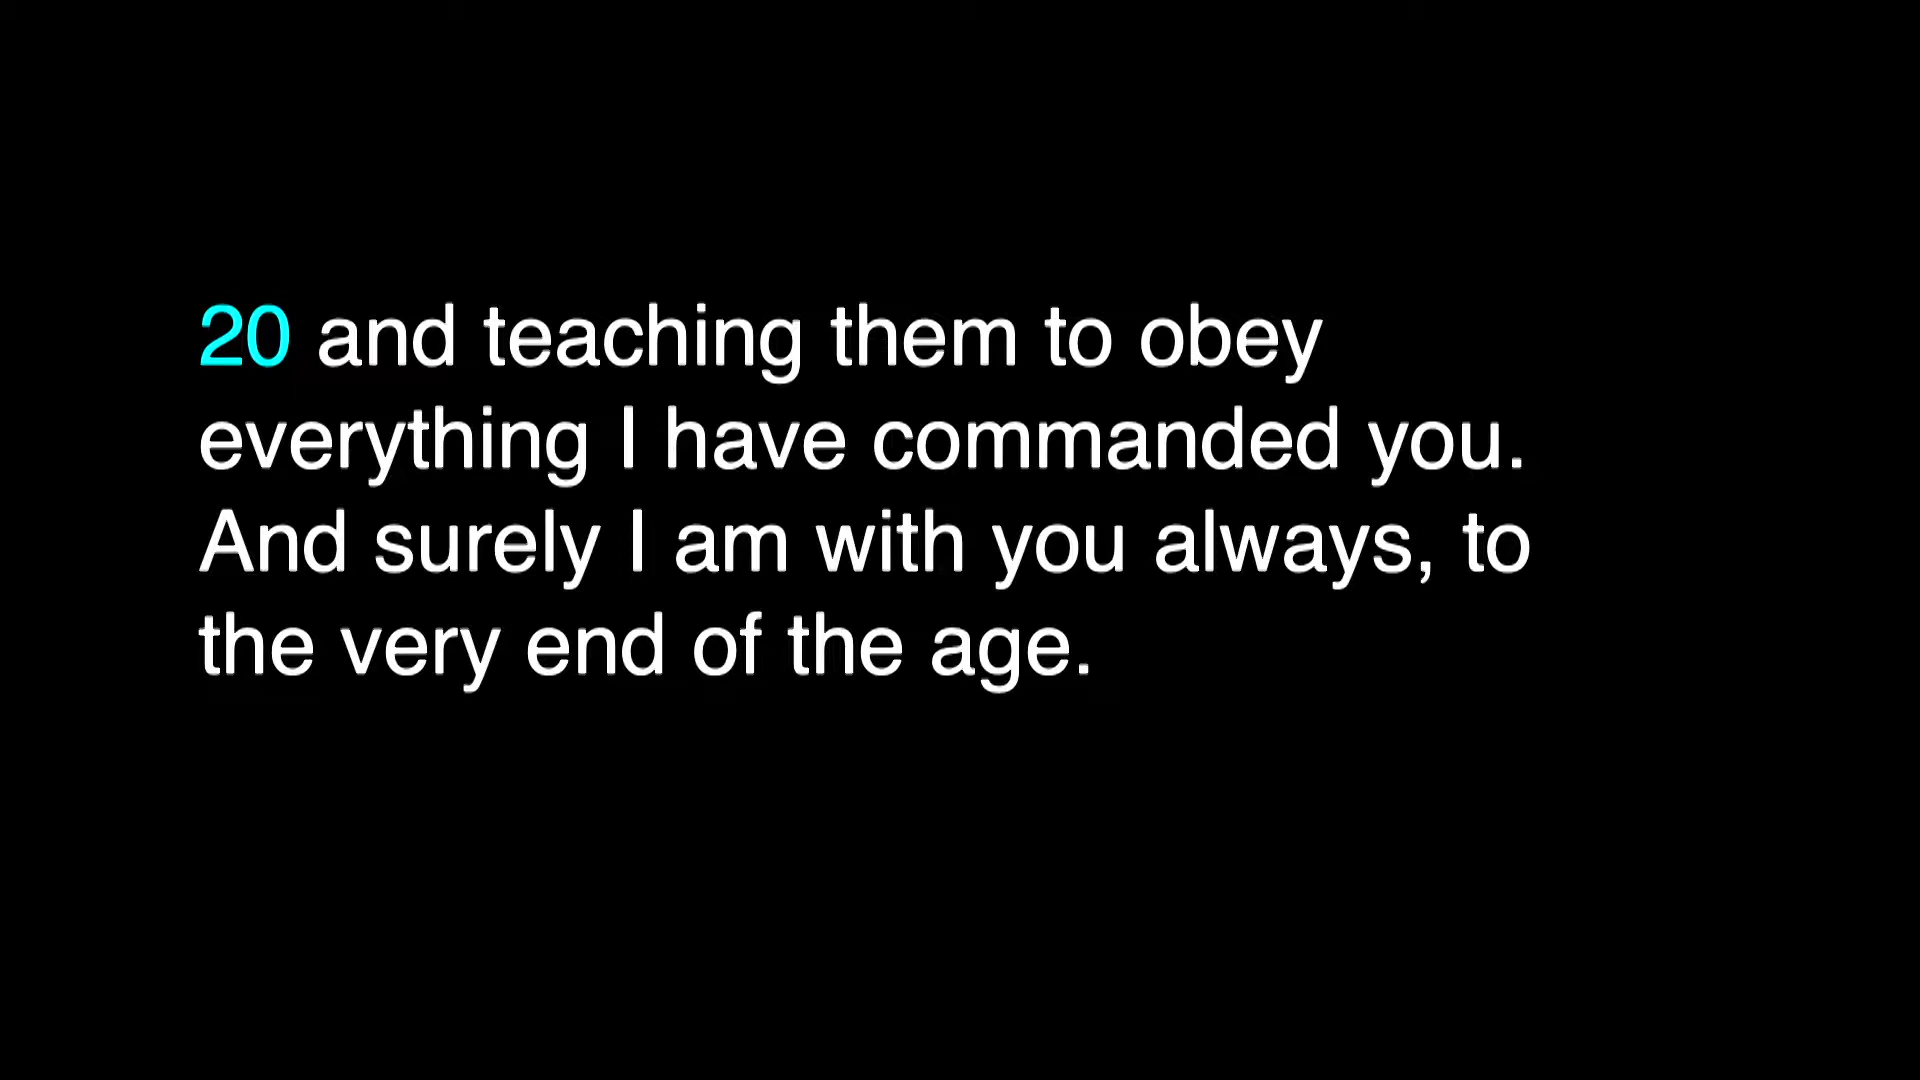 20 and teaching them to obey
everything I have commanded you.
And surely I am with you always, to
the very end of the age.